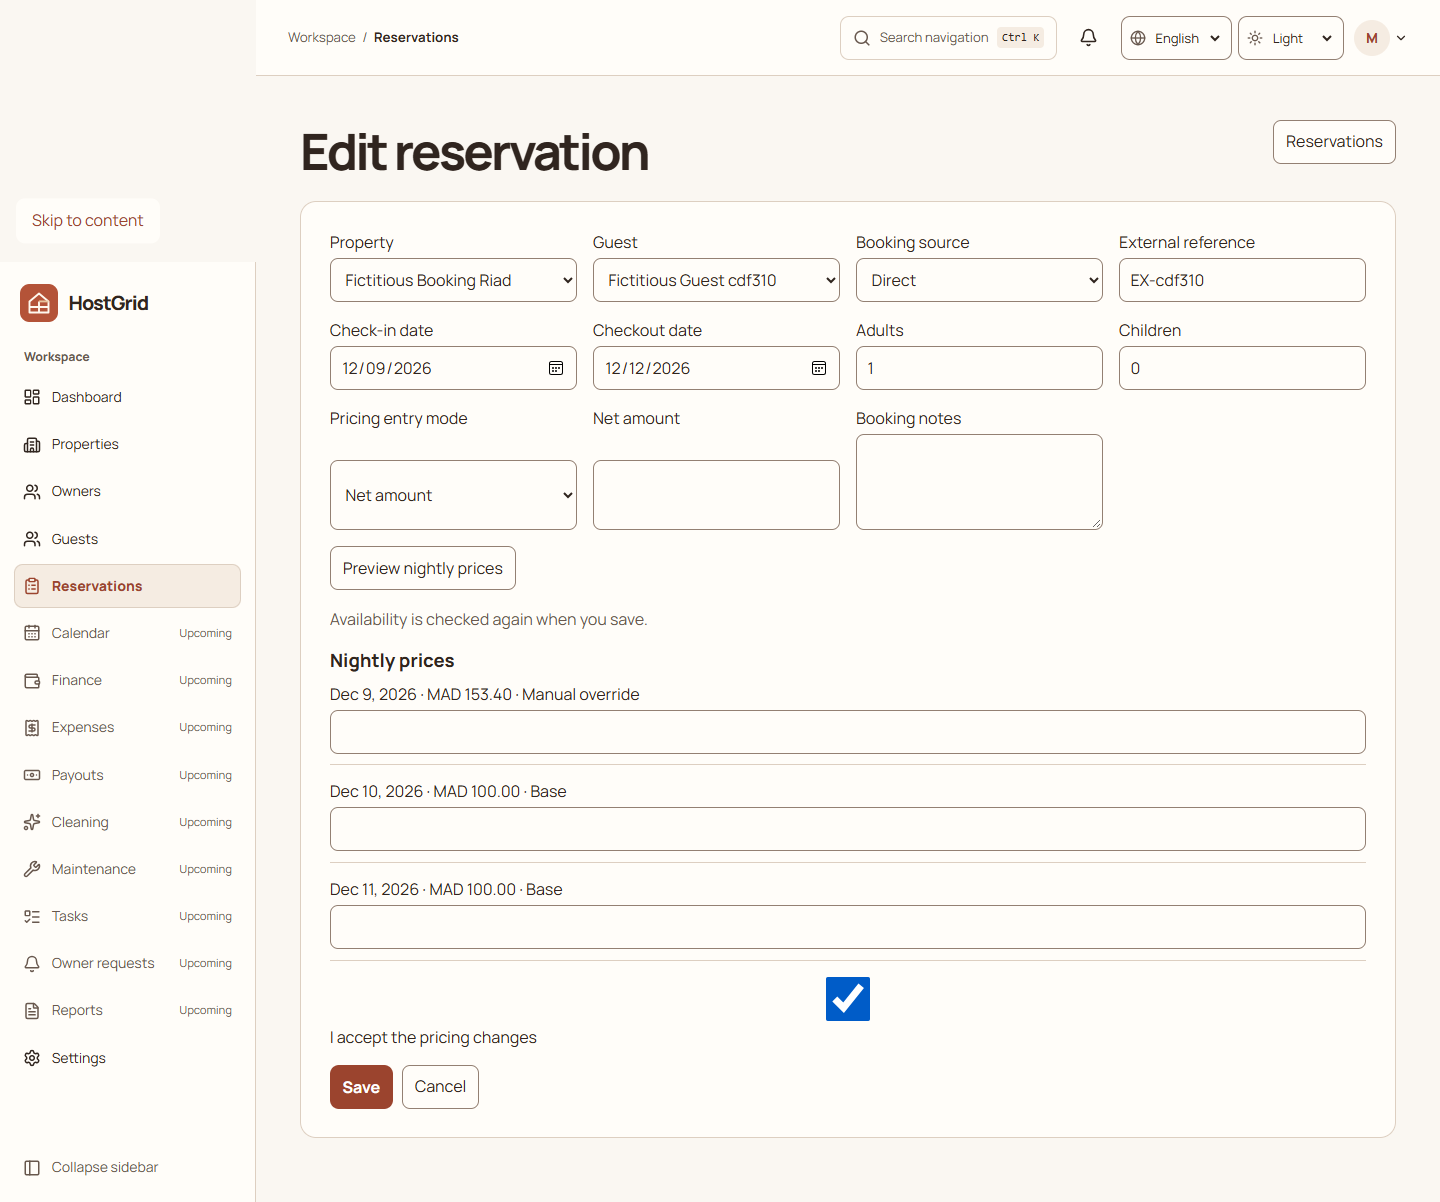 Workspace / Reservations
Search navigation Ctrl K
English
Light
M
Skip to content
HostGrid
Workspace
Dashboard
Properties
Owners
Guests
Reservations
Calendar Upcoming
Finance Upcoming
Expenses Upcoming
Payouts Upcoming
Cleaning Upcoming
Maintenance Upcoming
Tasks Upcoming
Owner requests Upcoming
Reports Upcoming
Settings
Collapse sidebar
Edit reservation
Reservations
Property Guest Booking source External reference
Fictitious Booking Riad Fictitious Guest cdf310 Direct EX-cdf310
Check-in date Checkout date Adults Children
12/09/2026 12/12/2026 1 0
Pricing entry mode Net amount Booking notes
Net amount
Preview nightly prices
Availability is checked again when you save.
Nightly prices
Dec 9, 2026 · MAD 153.40 · Manual override
Dec 10, 2026 · MAD 100.00 · Base
Dec 11, 2026 · MAD 100.00 · Base
I accept the pricing changes
Save Cancel